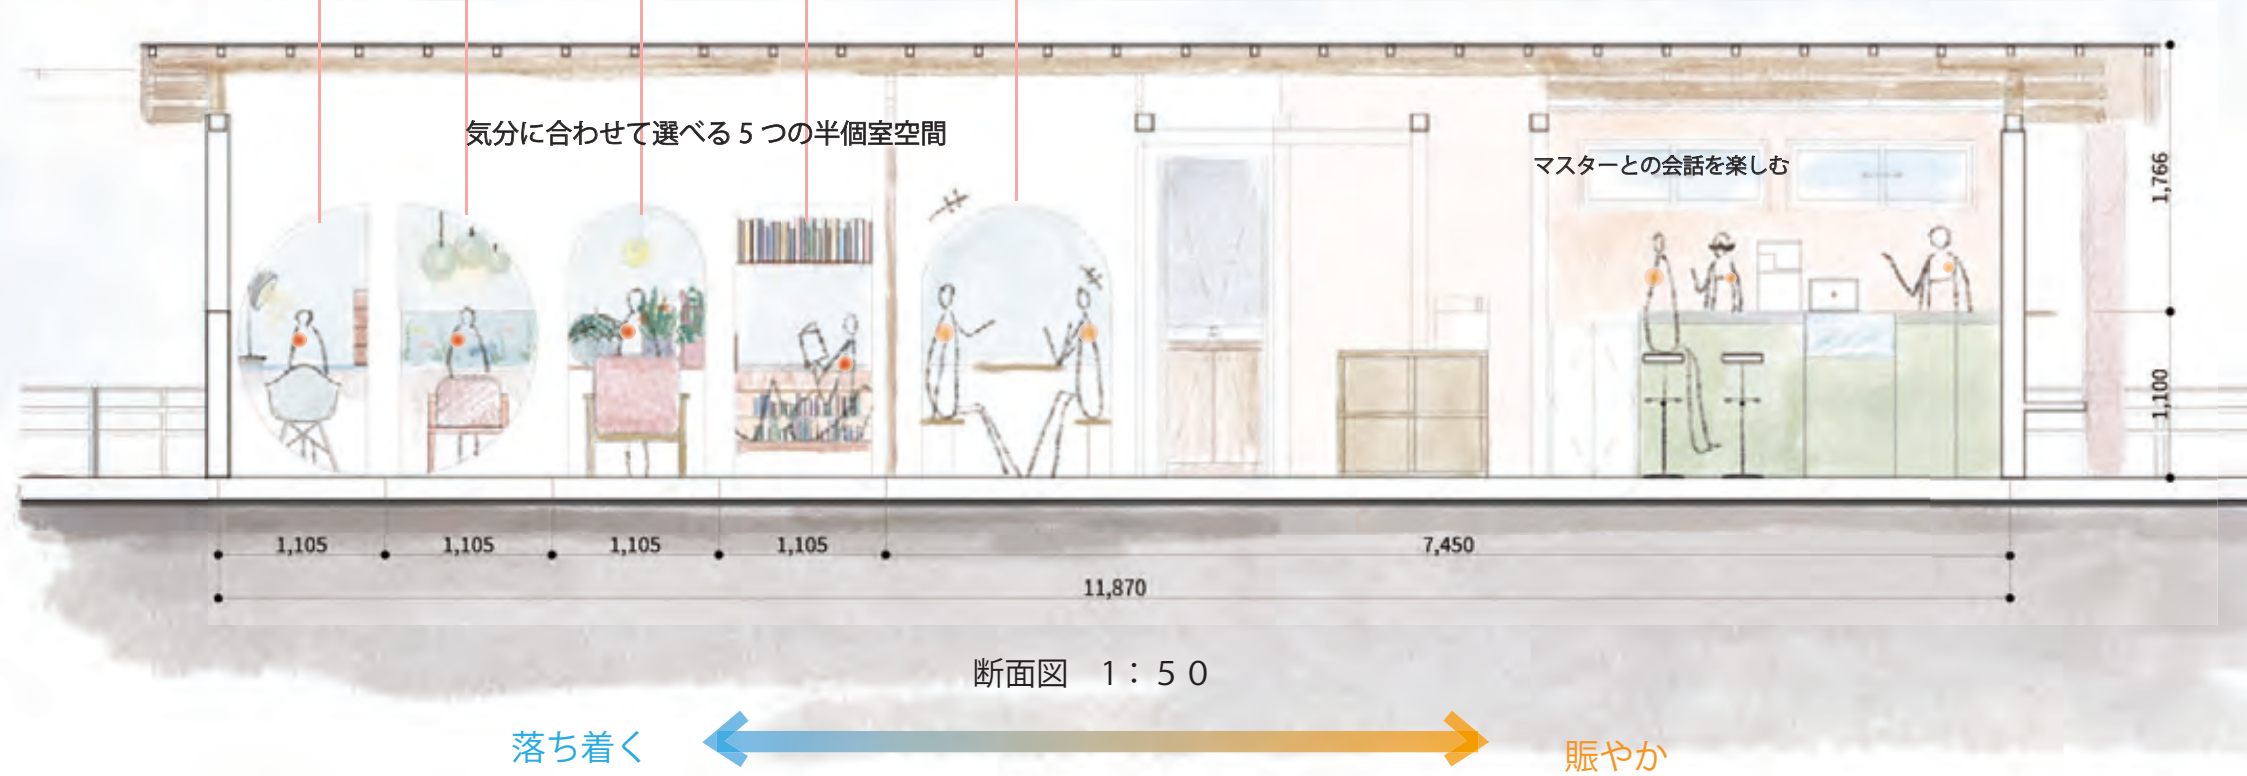 気分に合わせて選べる 5 つの半個室空間
マスターとの会話を楽しむ
1,766
1,100
1,105
1,105
1,105
1,105
7,450
11,870
断面図　1：５０
落ち着く
賑やか